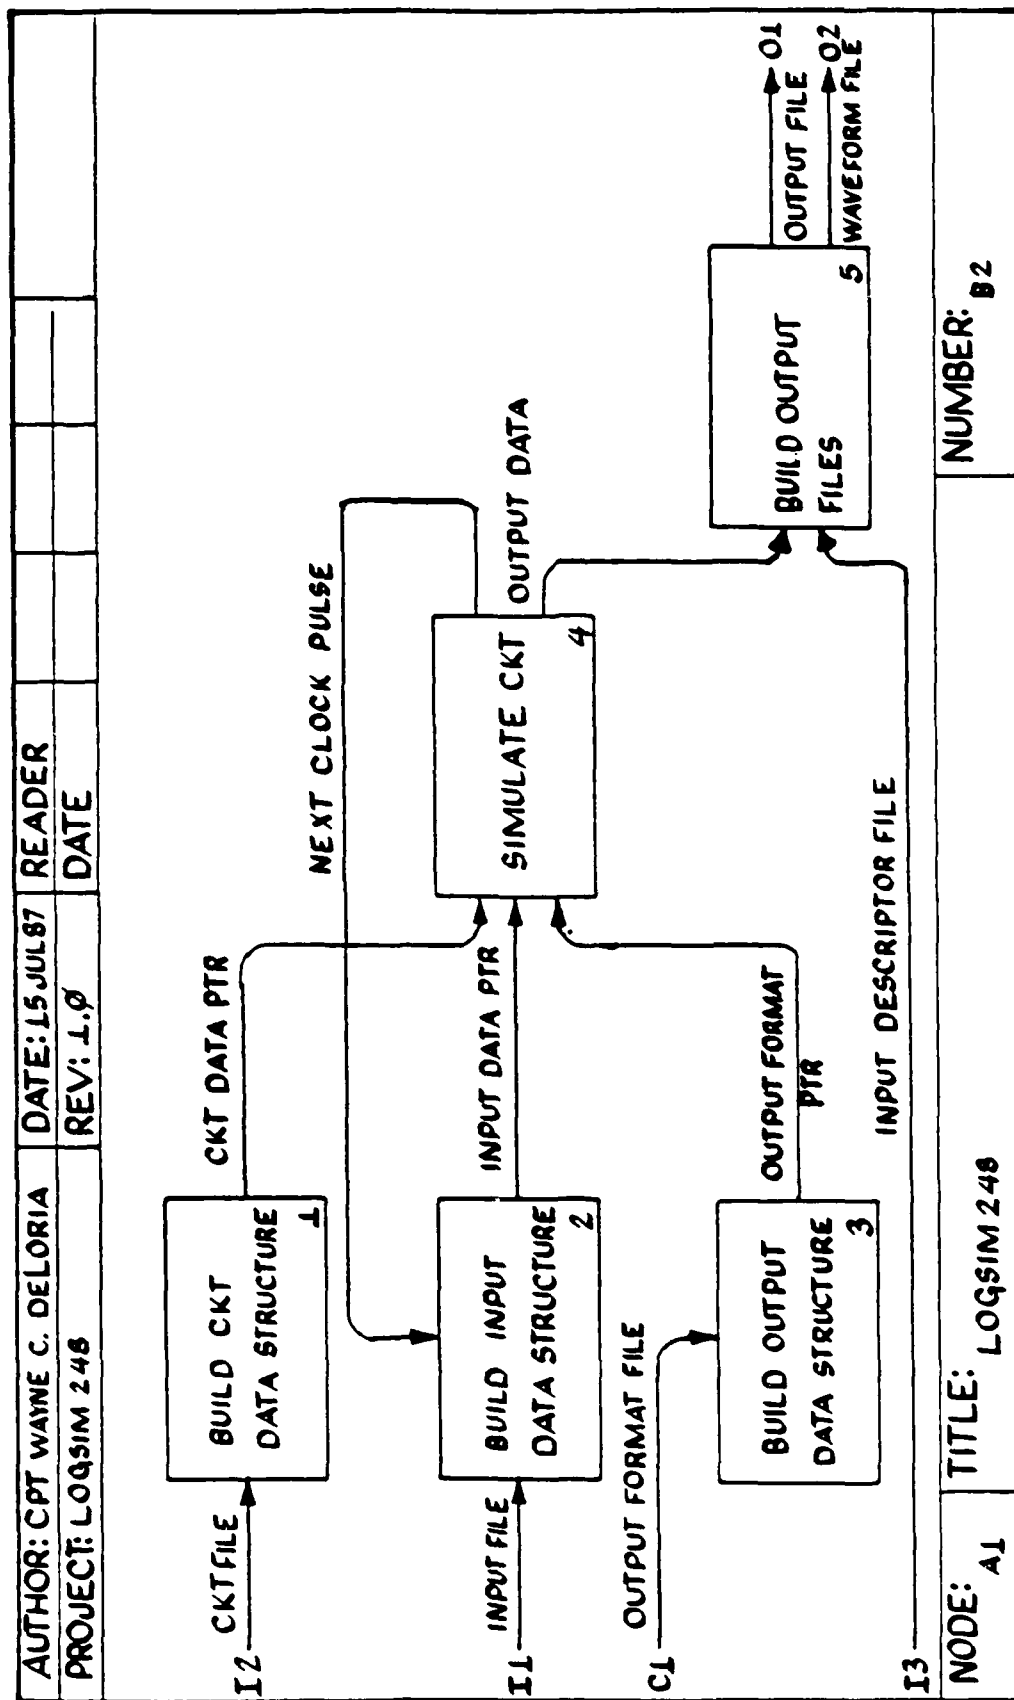 AUTHOR: CPT WAYNE C. DELORIA
DATE: 15 JUL 87
READER
PROJECT: LOGSIM 248
REV: 1.Ø
DATE
I2
CKT FILE
BUILD CKT
DATA STRUCTURE
1
CKT DATA PTR
NEXT CLOCK PULSE
I1
INPUT FILE
BUILD INPUT
DATA STRUCTURE
2
INPUT DATA PTR
SIMULATE CKT
4
OUTPUT DATA
C1
OUTPUT FORMAT FILE
BUILD OUTPUT
DATA STRUCTURE
3
OUTPUT FORMAT
PTR
BUILD OUTPUT
FILES
5
OUTPUT FILE
O1
O2
WAVEFORM FILE
I3
INPUT DESCRIPTOR FILE
NODE: A1
TITLE: LOGSIM 248
NUMBER: B2